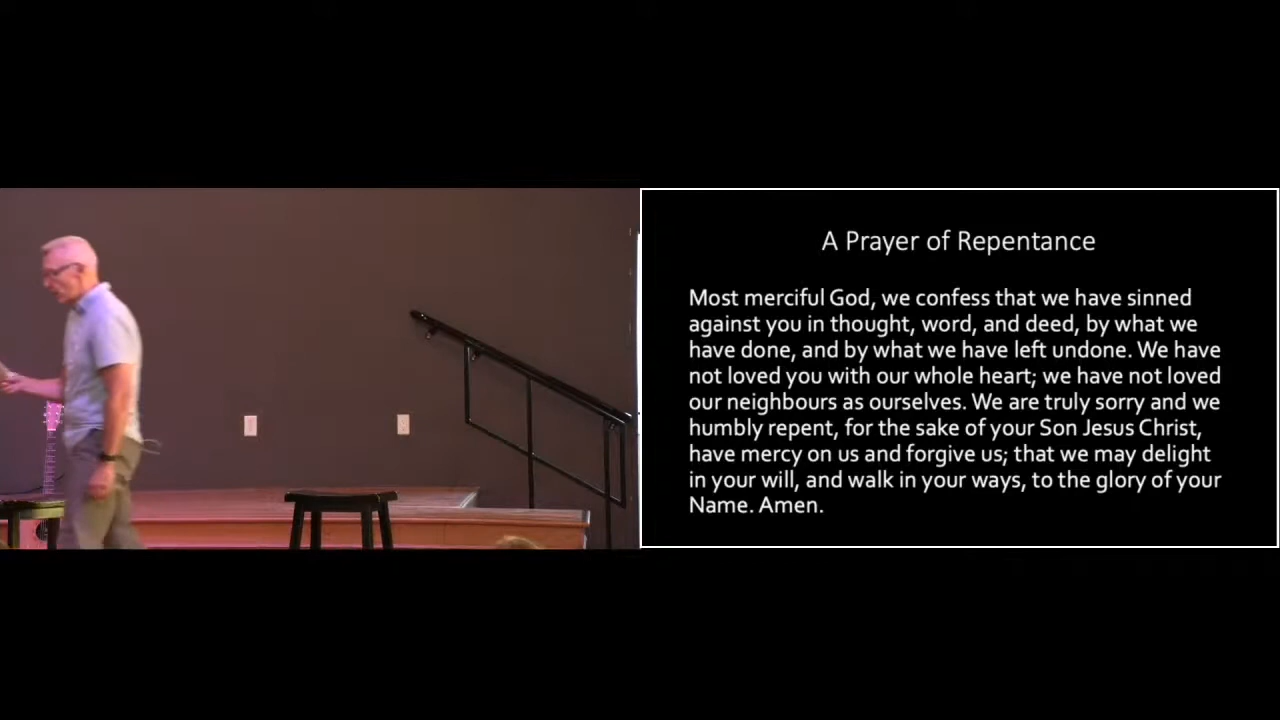 A Prayer of Repentance
Most merciful God, we confess that we have sinned
against you in thought, word, and deed, by what we
have done, and by what we have left undone. We have
not loved you with our whole heart; we have not loved
our neighbours as ourselves. We are truly sorry and we
humbly repent, for the sake of your Son Jesus Christ,
have mercy on us and forgive us; that we may delight
in your will, and walk in your ways, to the glory of your
Name. Amen.